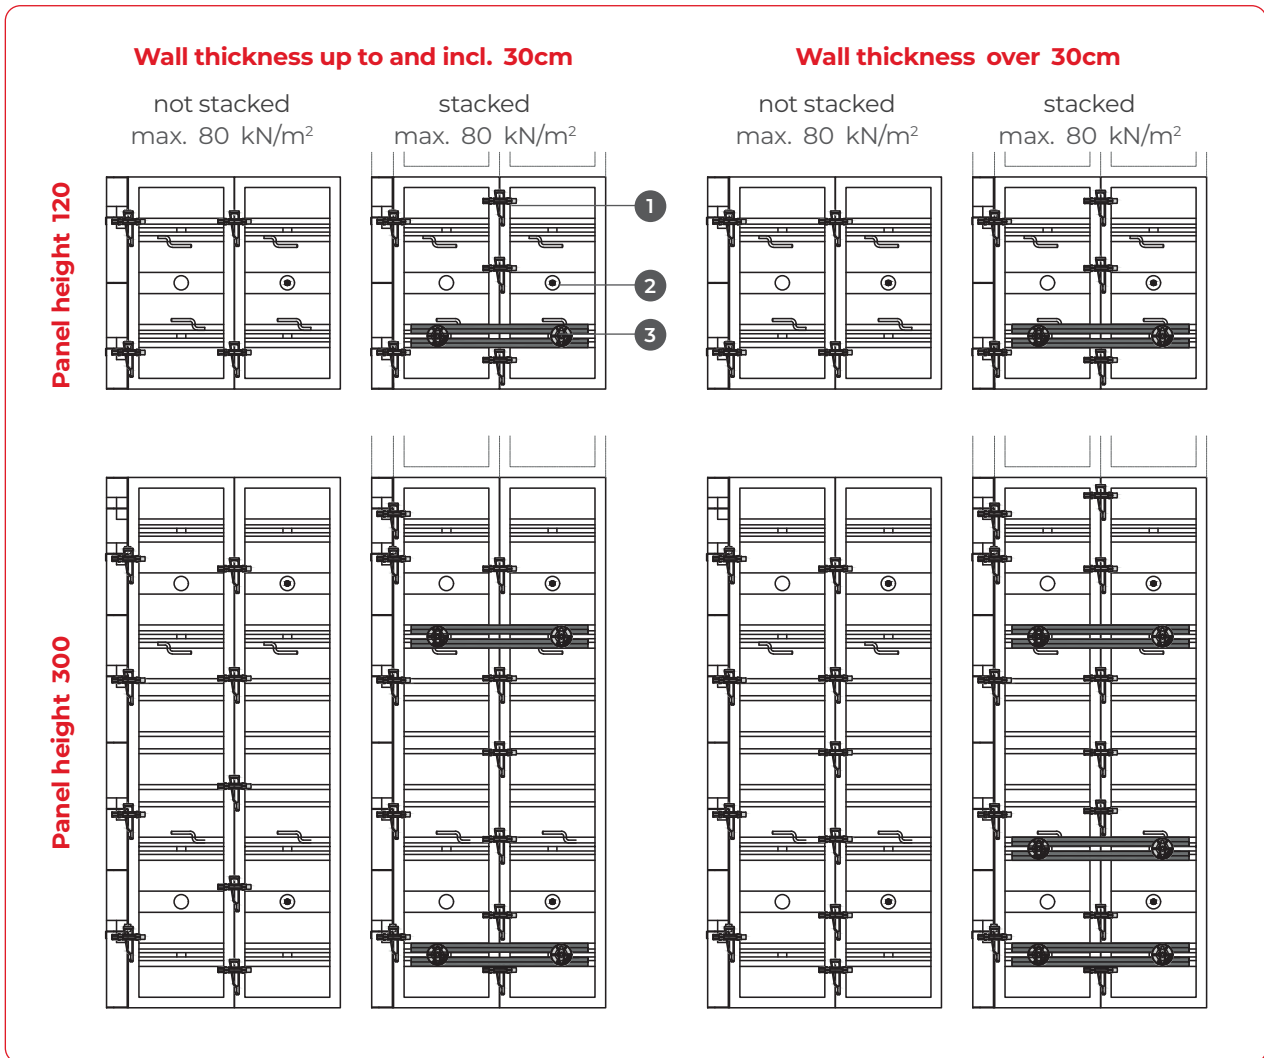 Wall thickness up to and incl. 30cm
Wall thickness over 30cm
not stacked
max. 80 kN/m²
stacked
max. 80 kN/m²
not stacked
max. 80 kN/m²
stacked
max. 80 kN/m²
Panel height 120
1
2
3
Panel height 300